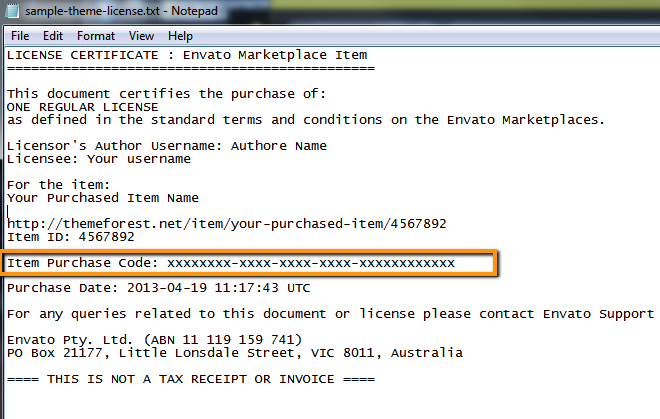 sample-theme-license.txt - Notepad
File Edit Format View Help
LICENSE CERTIFICATE : Envato Marketplace Item
==============================================
This document certifies the purchase of:
ONE REGULAR LICENSE
as defined in the standard terms and conditions on the Envato Marketplaces.
Licensor's Author Username: Authore Name
Licensee: Your username
For the item:
Your Purchased Item Name
http://themeforest.net/item/your-purchased-item/4567892
Item ID: 4567892
Item Purchase Code: xxxxxxxx-xxxx-xxxx-xxxx-xxxxxxxxxxxx
Purchase Date: 2013-04-19 11:17:43 UTC
For any queries related to this document or license please contact Envato Support
Envato Pty. Ltd. (ABN 11 119 159 741)
PO Box 21177, Little Lonsdale Street, VIC 8011, Australia
==== THIS IS NOT A TAX RECEIPT OR INVOICE ====